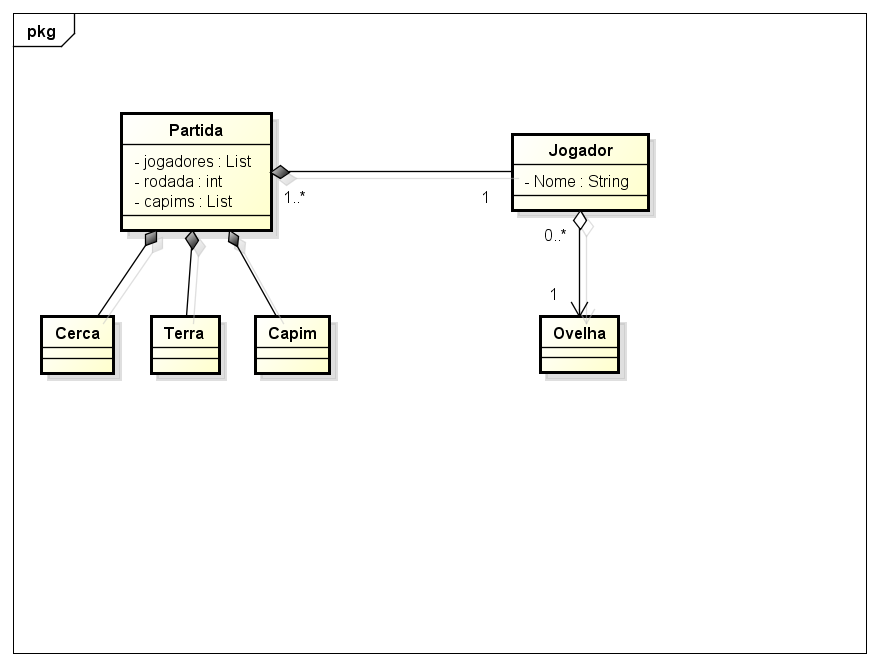 pkg
Partida
- jogadores : List
- rodada : int
- capims : List
Jogador
- Nome : String
1..*
1
0..*
1
Cerca
Terra
Capim
Ovelha